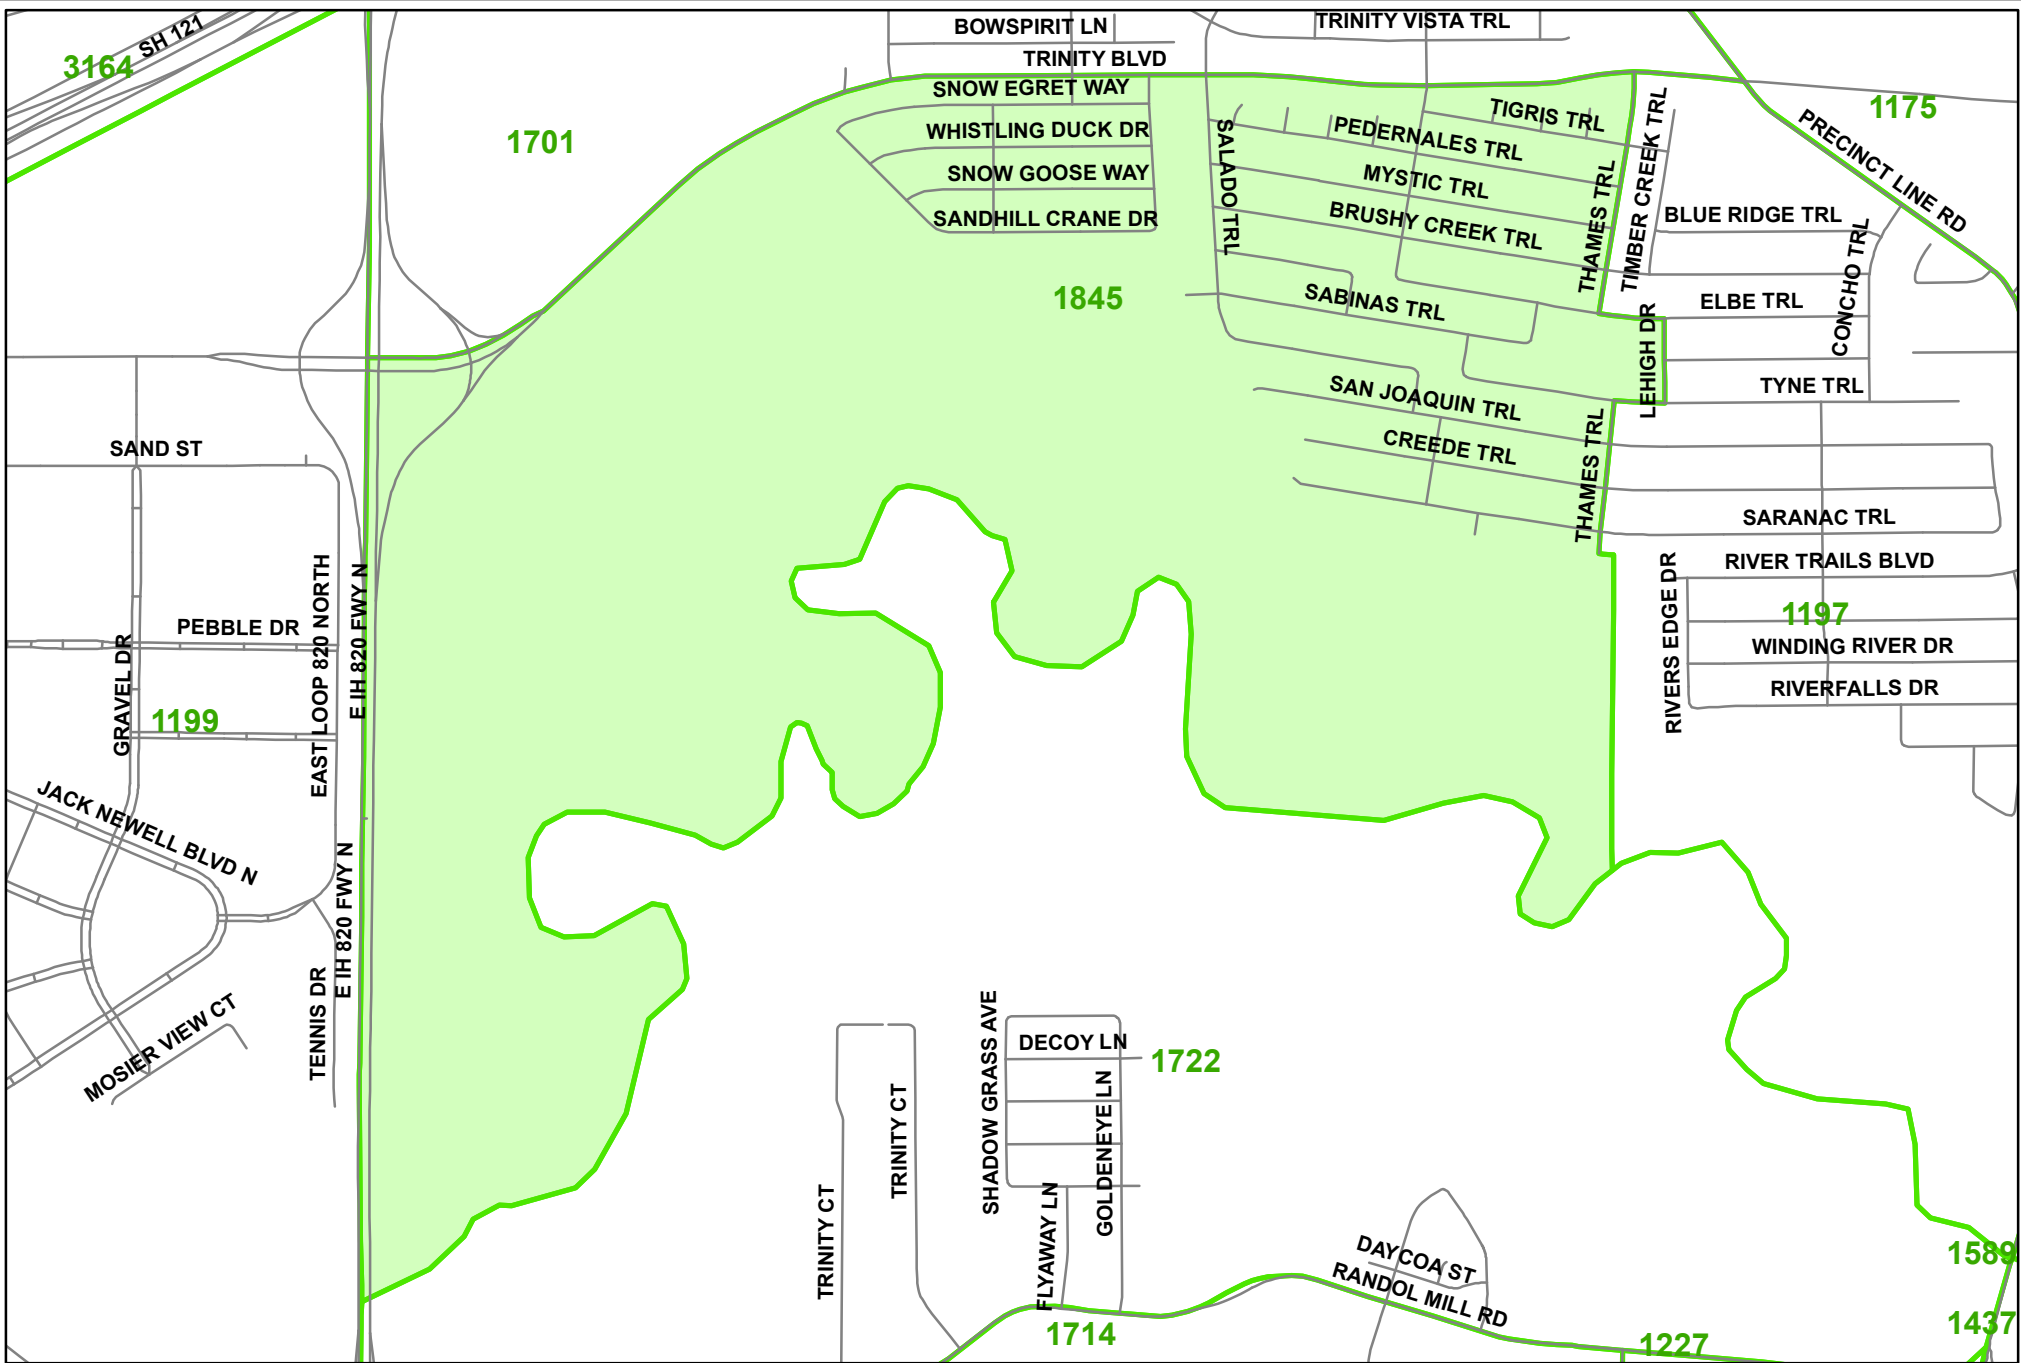 BOWSPIRIT LN
TRINITY VISTA TRL
SH 121
3164
TRINITY BLVD
SNOW EGRET WAY
1175
1701
WHISTLING DUCK DR
TIGRIS TRL
PEDERNALES TRL
PRECINCT LINE RD
SNOW GOOSE WAY
MYSTIC TRL
SALADO TRL
THAMES TRL
TIMBER CREEK TRL
SANDHILL CRANE DR
BRUSHY CREEK TRL
BLUE RIDGE TRL
CONCHO TRL
1845
SABINAS TRL
ELBE TRL
LEHIGH DR
SAN JOAQUIN TRL
TYNE TRL
SAND ST
CREEDE TRL
THAMES TRL
SARANAC TRL
RIVER TRAILS BLVD
RIVERS EDGE DR
1197
PEBBLE DR
EAST LOOP 820 NORTH
E IH 820 FWY N
WINDING RIVER DR
GRAVEL DR
1199
RIVERFALLS DR
JACK NEWELL BLVD N
E IH 820 FWY N
TENNIS DR
MOSIER VIEW CT
SHADOW GRASS AVE
DECOY LN
1722
TRINITY CT
GOLDENEYE LN
TRINITY CT
FLYAWAY LN
DAYCOA ST
RANDOL MILL RD
1589
1714
1437
1227